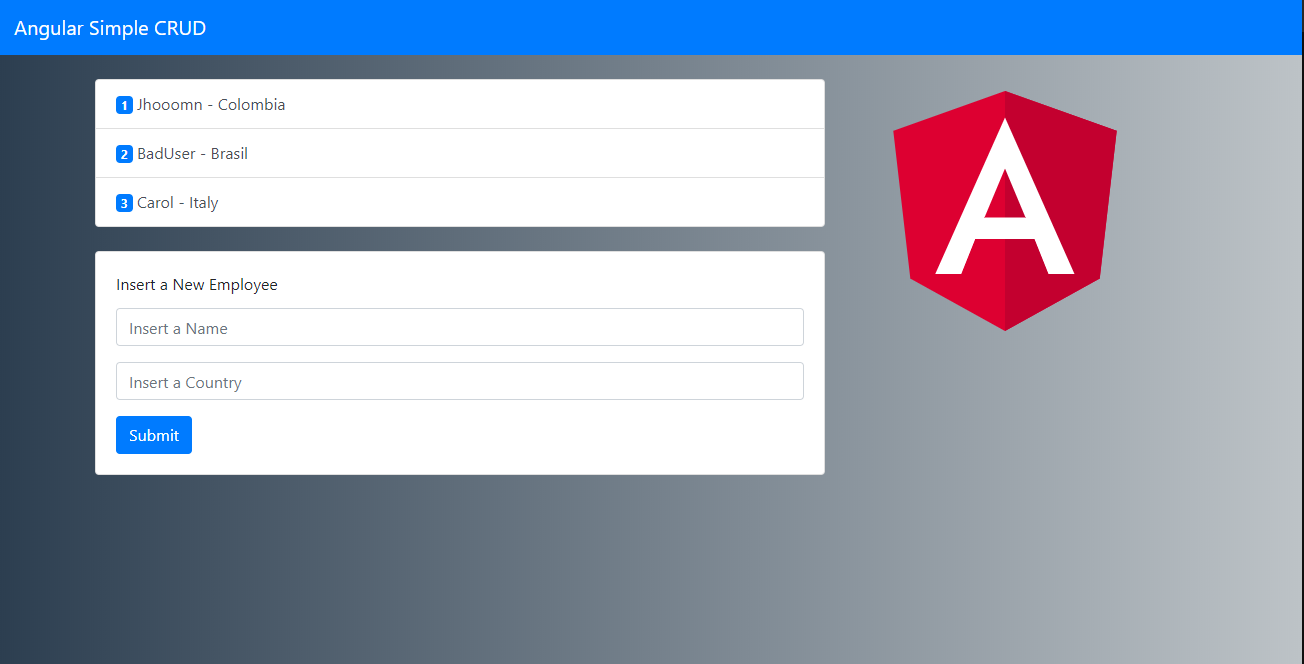 Angular Simple CRUD
1 Jhooomn - Colombia
2 BadUser - Brasil
3 Carol - Italy
A
Insert a New Employee
Insert a Name
Insert a Country
Submit